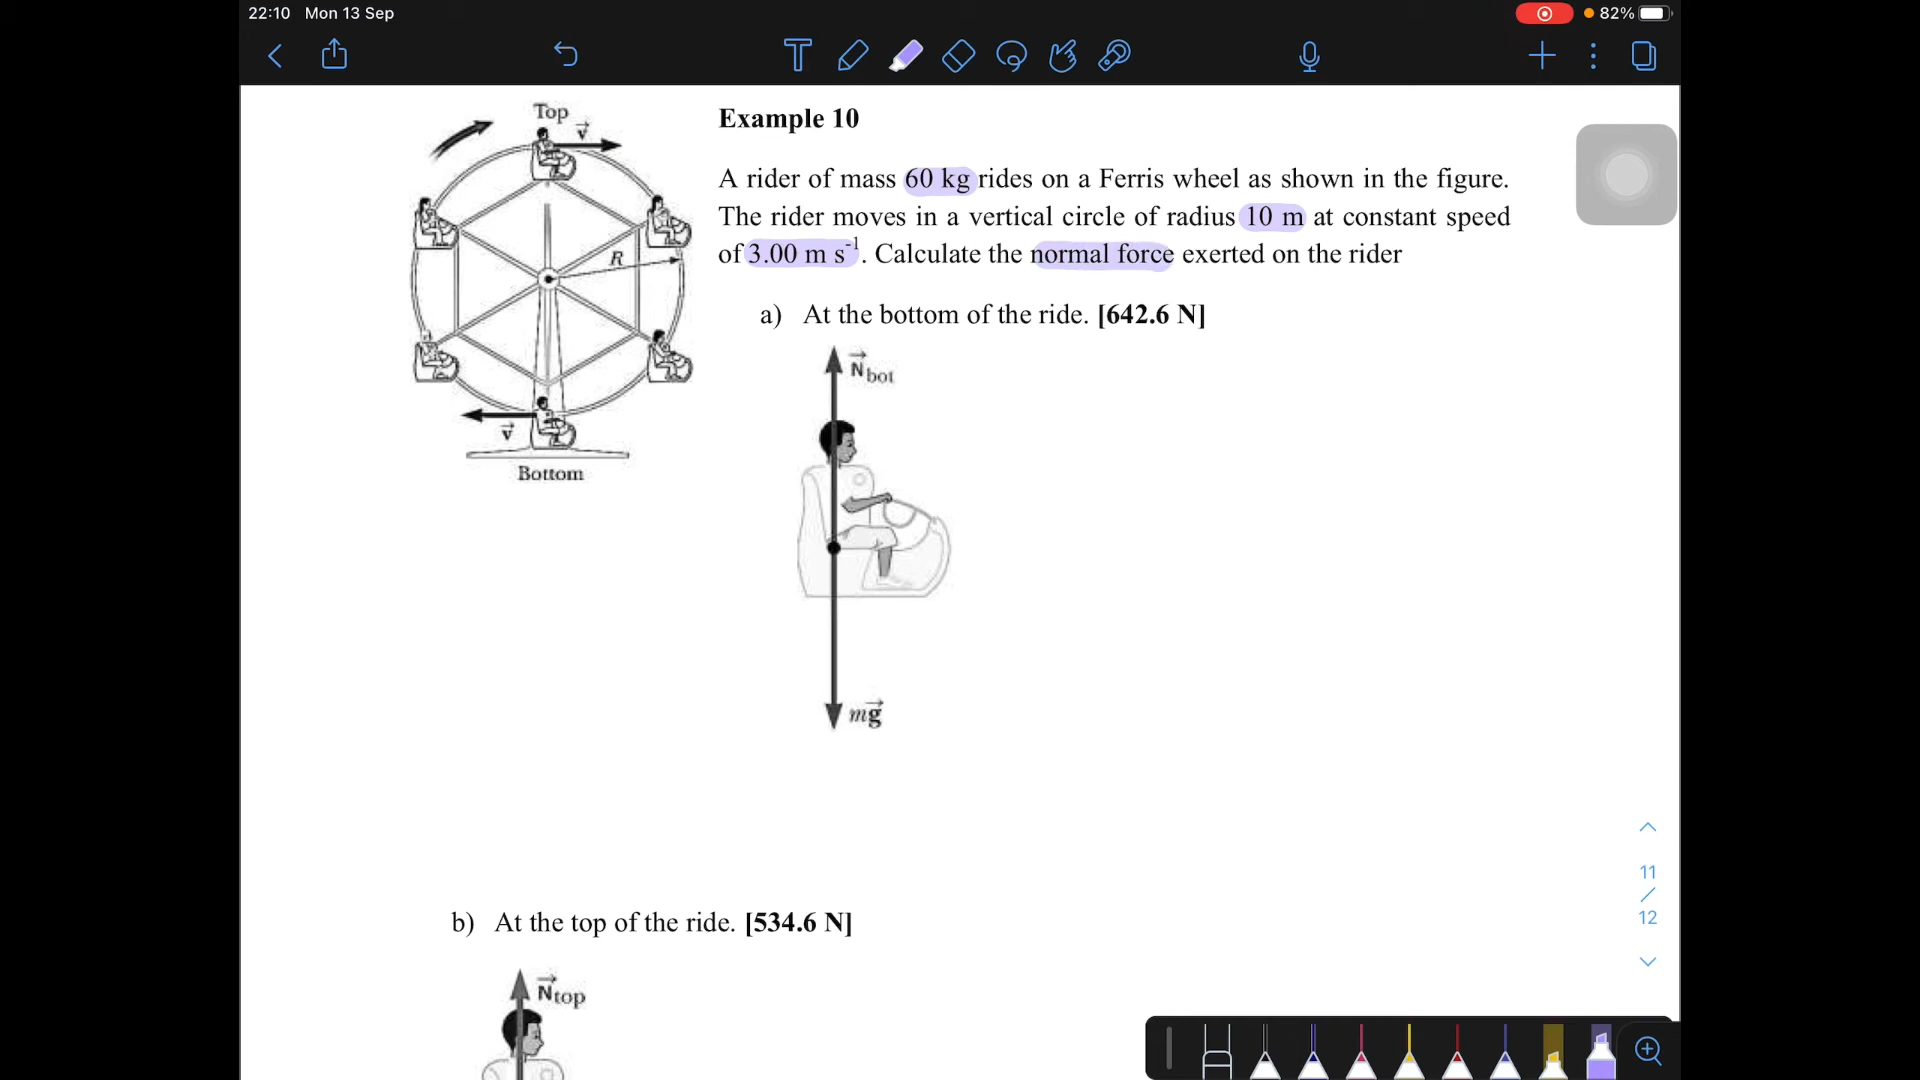 22:10 Mon 13 Sep
82%
T
Top
v
R
v
Bottom
Example 10
A rider of mass 60 kg rides on a Ferris wheel as shown in the figure.
The rider moves in a vertical circle of radius 10 m at constant speed
of 3.00 m s⁻¹. Calculate the normal force exerted on the rider
a) At the bottom of the ride. [642.6 N]
N bot
mg
b) At the top of the ride. [534.6 N]
N top
11
/
12